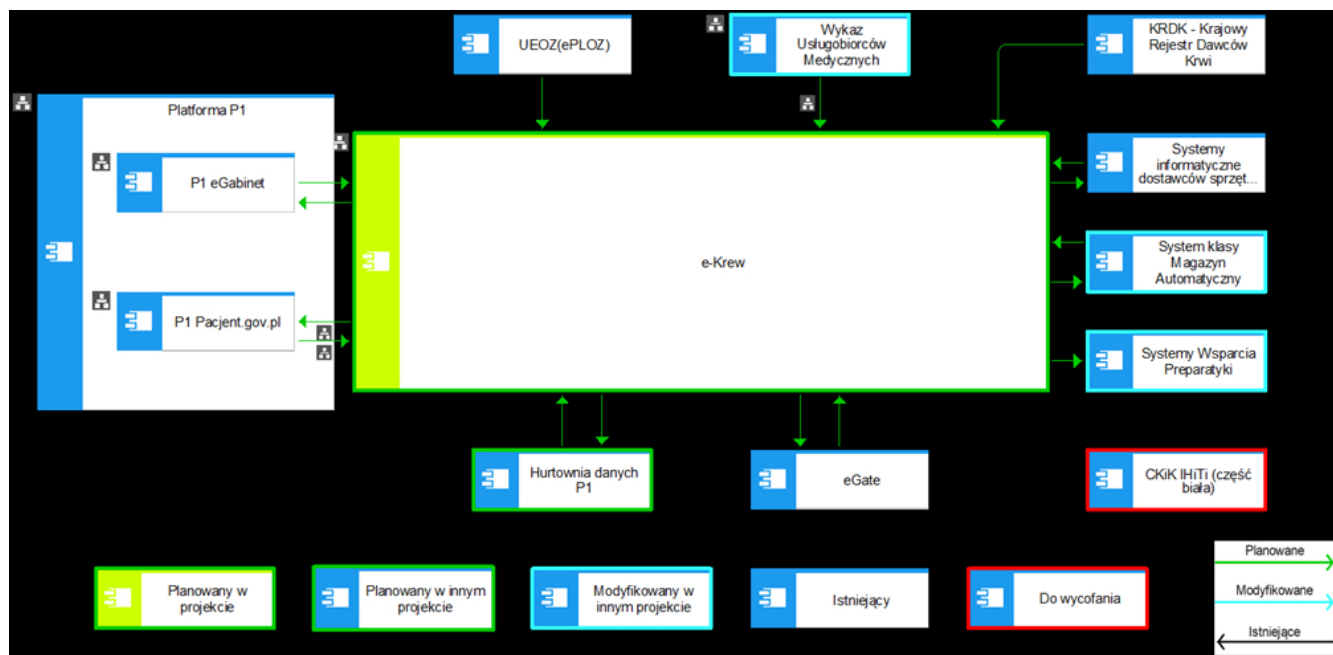 UEOZ(ePLOZ)
Wykaz
Usługobiorców
Medycznych
KRDK - Krajowy
Rejestr Dawców
Krwi
Platforma P1
P1 eGabinet
P1 Pacjent.gov.pl
e-Krew
Systemy
informatyczne
dostawców sprzęt...
System klasy
Magazyn
Automatyczny
Systemy Wsparcia
Preparatyki
Hurtownia danych
P1
eGate
CKiK IHiTi (część
biała)
Planowany w
projekcie
Planowany w innym
projekcie
Modyfikowany w
innym projekcie
Istniejący
Do wycofania
Planowane
Modyfikowane
Istniejące